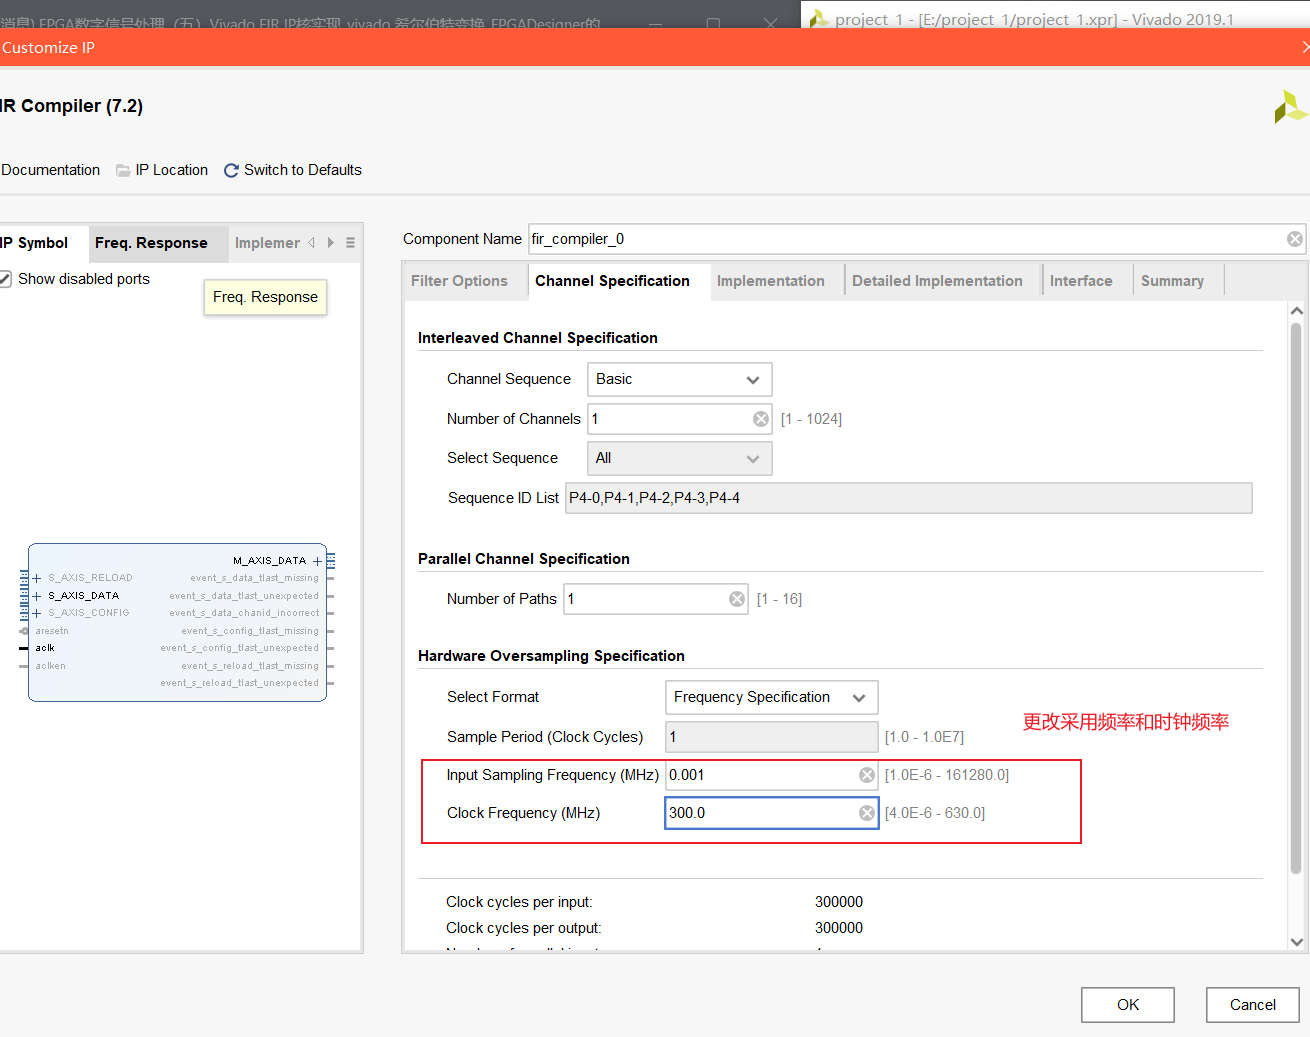 消息) FPGA数字信号处理（五）Vivado FIR IP核实现_vivado 希尔伯特变换_FPGADesigner的
project_1 - [E:/project_1/project_1.xpr] - Vivado 2019.1
Customize IP
IR Compiler (7.2)
Documentation
IP Location
Switch to Defaults
IP Symbol
Freq. Response
Implemen
Show disabled ports
Freq. Response
M_AXIS_DATA
S_AXIS_RELOAD
event_s_data_tlast_missing
S_AXIS_DATA
event_s_data_tlast_unexpected
S_AXIS_CONFIG
event_s_data_chanid_incorrect
aresetn
event_s_config_tlast_missing
aclk
event_s_config_tlast_unexpected
aclken
event_s_reload_tlast_missing
event_s_reload_tlast_unexpected
Component Name
fir_compiler_0
Filter Options
Channel Specification
Implementation
Detailed Implementation
Interface
Summary
Interleaved Channel Specification
Channel Sequence
Basic
Number of Channels
1
[1 - 1024]
Select Sequence
All
Sequence ID List
P4-0,P4-1,P4-2,P4-3,P4-4
Parallel Channel Specification
Number of Paths
1
[1 - 16]
Hardware Oversampling Specification
Select Format
Frequency Specification
Sample Period (Clock Cycles)
1
[1.0 - 1.0E7]
更改采用频率和时钟频率
Input Sampling Frequency (MHz)
0.001
[1.0E-6 - 161280.0]
Clock Frequency (MHz)
300.0
[4.0E-6 - 630.0]
Clock cycles per input:
300000
Clock cycles per output:
300000
OK
Cancel